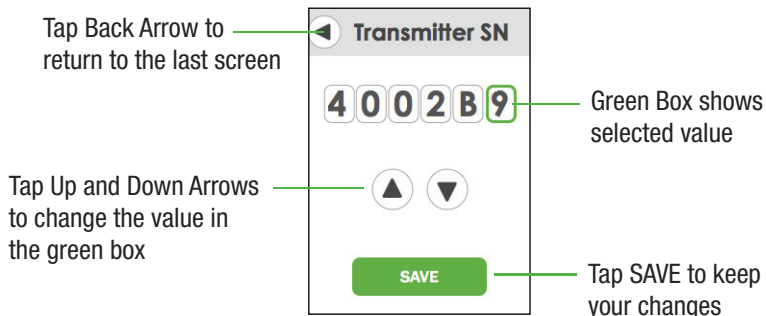 Tap Back Arrow to
return to the last screen
Transmitter SN
4 0 0 2 B 9
Green Box shows
selected value
Tap Up and Down Arrows
to change the value in
the green box
SAVE
Tap SAVE to keep
your changes